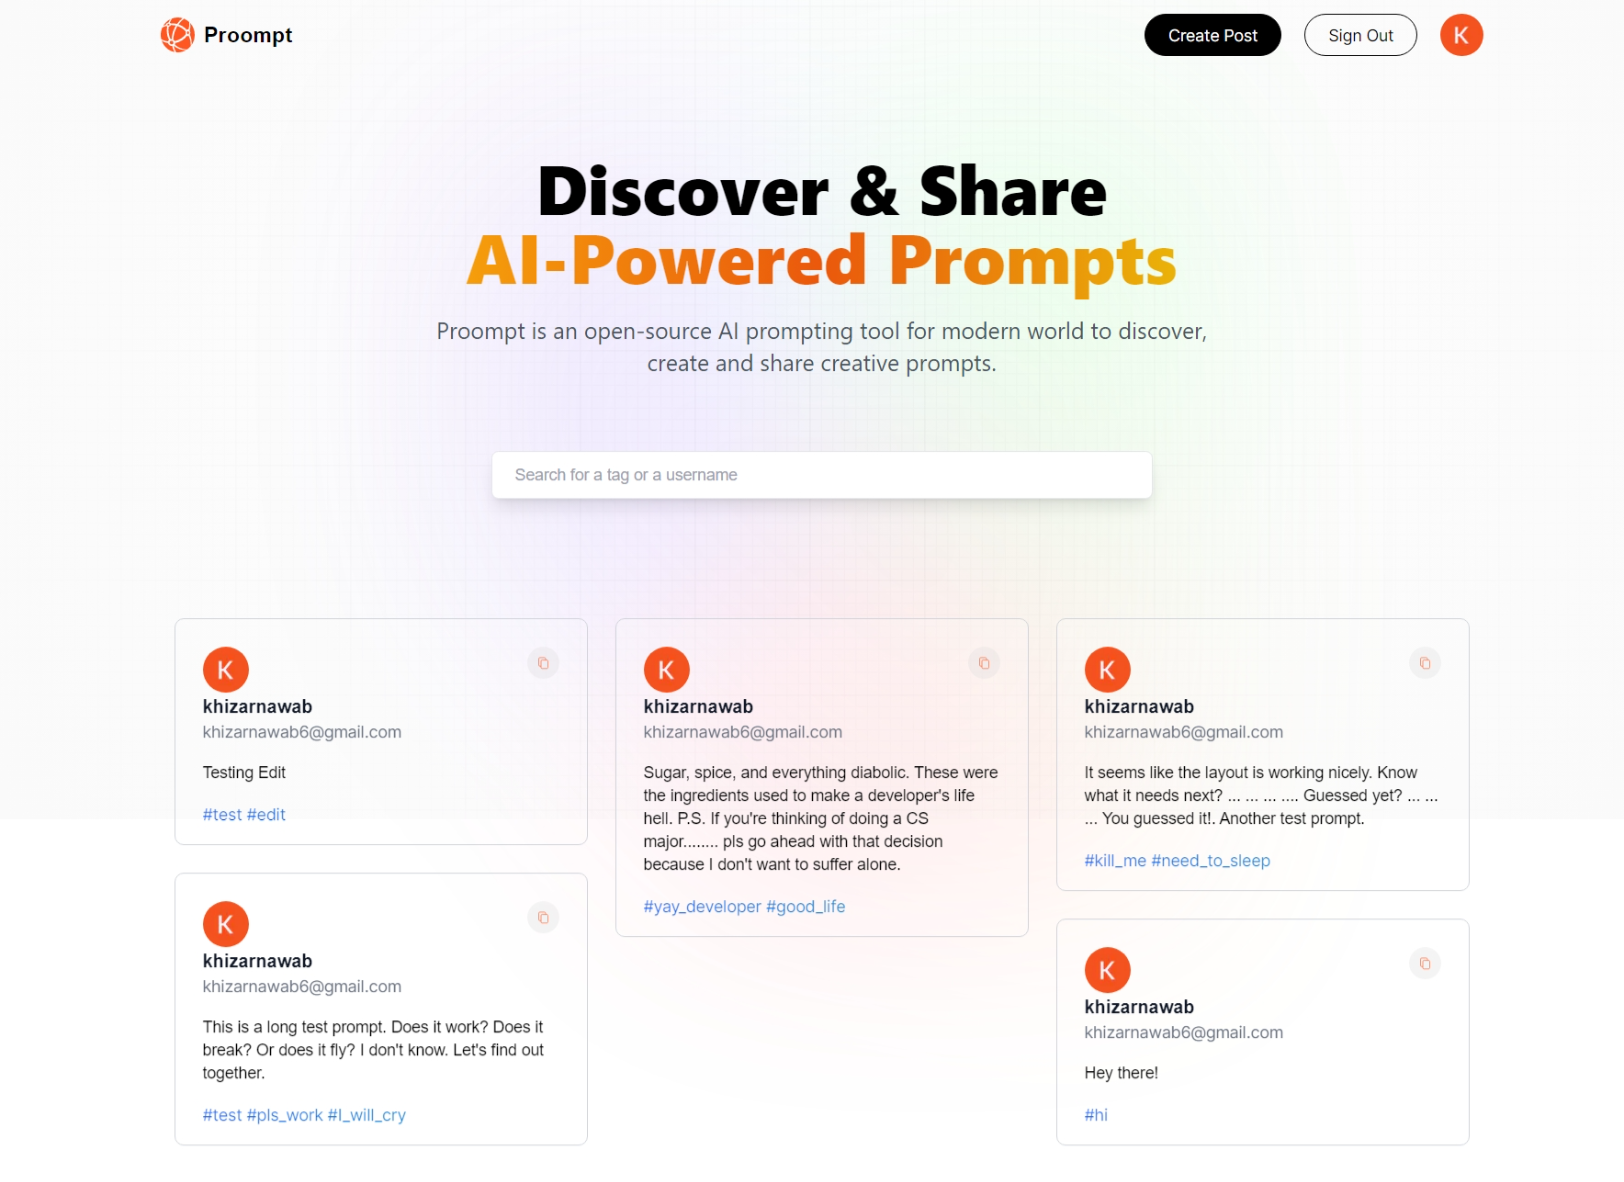 Proompt
Create Post
Sign Out
K
Discover & Share
AI-Powered Prompts
Proompt is an open-source AI prompting tool for modern world to discover,
create and share creative prompts.
Search for a tag or a username
K
khizarnawab
khizarnawab6@gmail.com
Testing Edit
#test #edit
K
khizarnawab
khizarnawab6@gmail.com
This is a long test prompt. Does it work? Does it
break? Or does it fly? I don't know. Let's find out
together.
#test #pls_work #I_will_cry
K
khizarnawab
khizarnawab6@gmail.com
Sugar, spice, and everything diabolic. These were
the ingredients used to make a developer's life
hell. P.S. If you're thinking of doing a CS
major........ pls go ahead with that decision
because I don't want to suffer alone.
#yay_developer #good_life
K
khizarnawab
khizarnawab6@gmail.com
It seems like the layout is working nicely. Know
what it needs next? ... ... ... .... Guessed yet? ... ...
... You guessed it!. Another test prompt.
#kill_me #need_to_sleep
K
khizarnawab
khizarnawab6@gmail.com
Hey there!
#hi